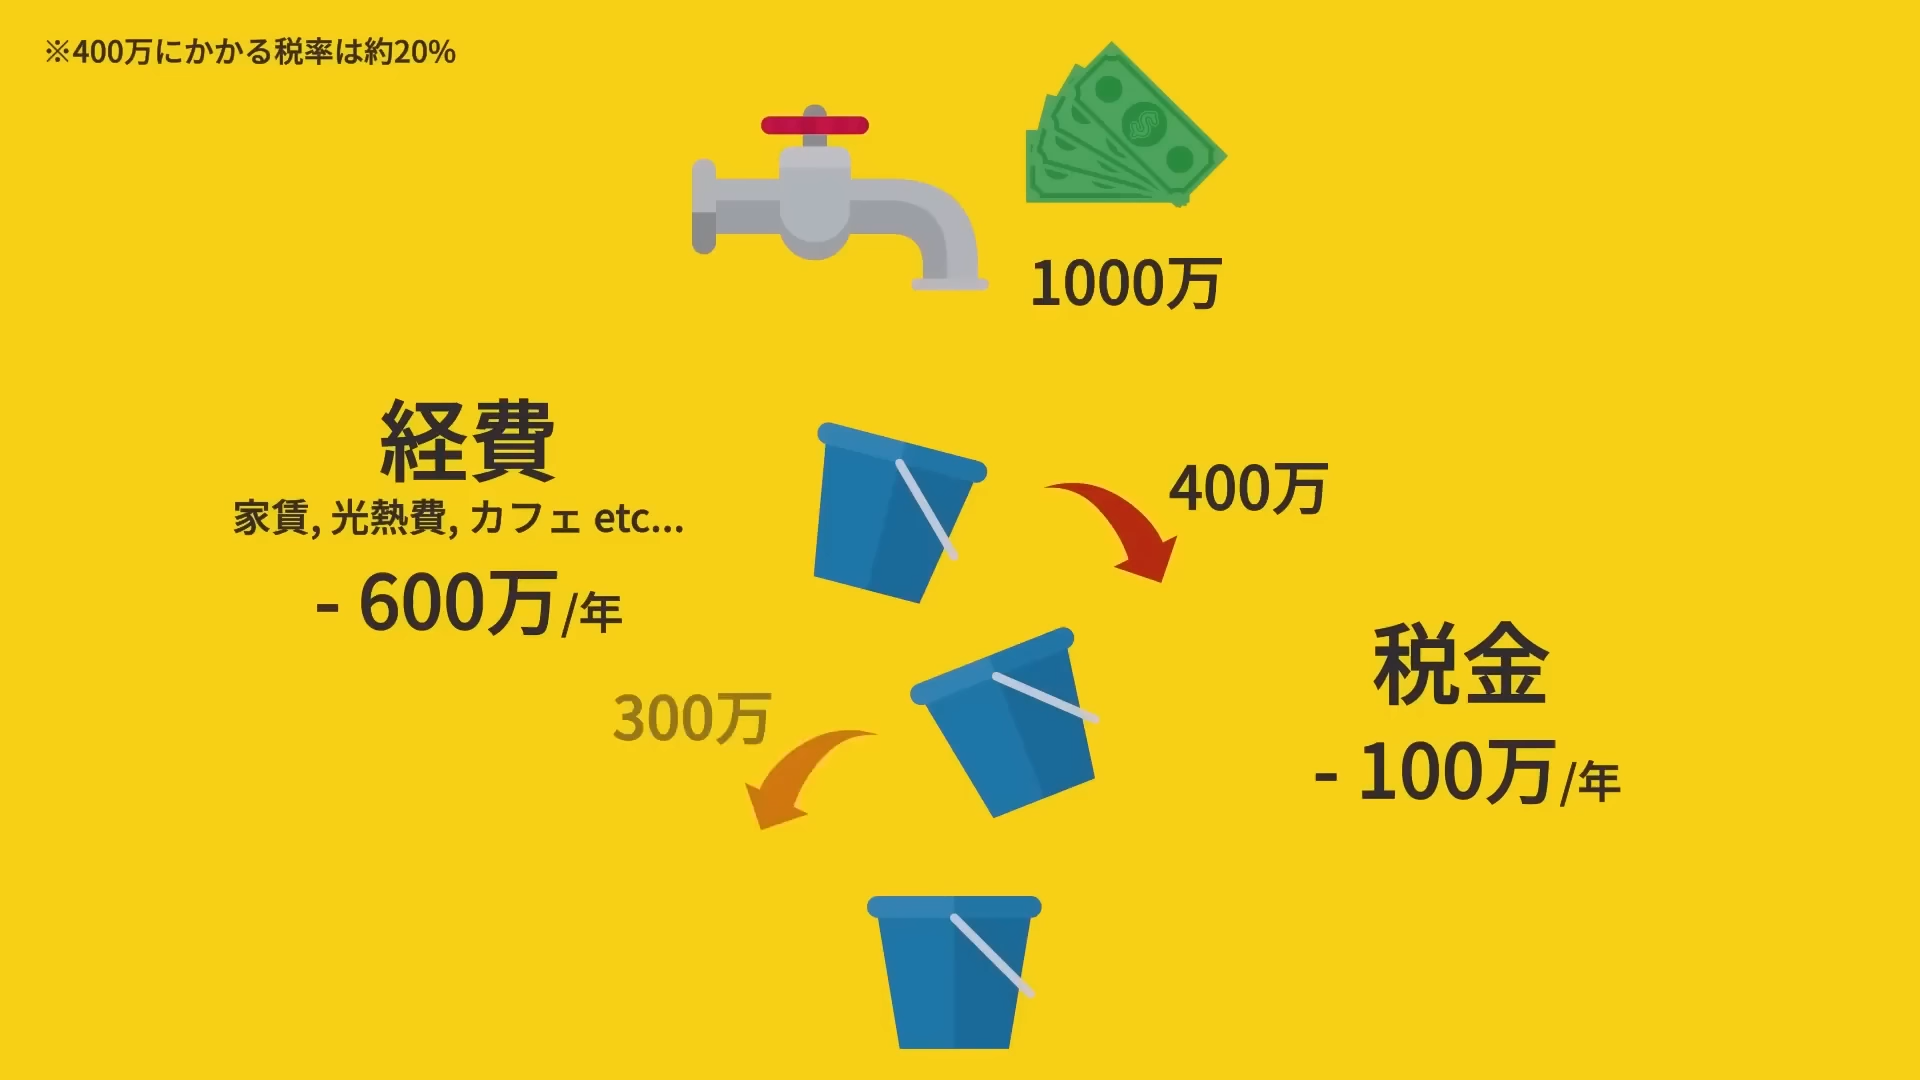 ※400万にかかる税率は約20%
1000万
経費
家賃, 光熱費, カフェ etc...
- 600万/年
400万
300万
税金
- 100万/年